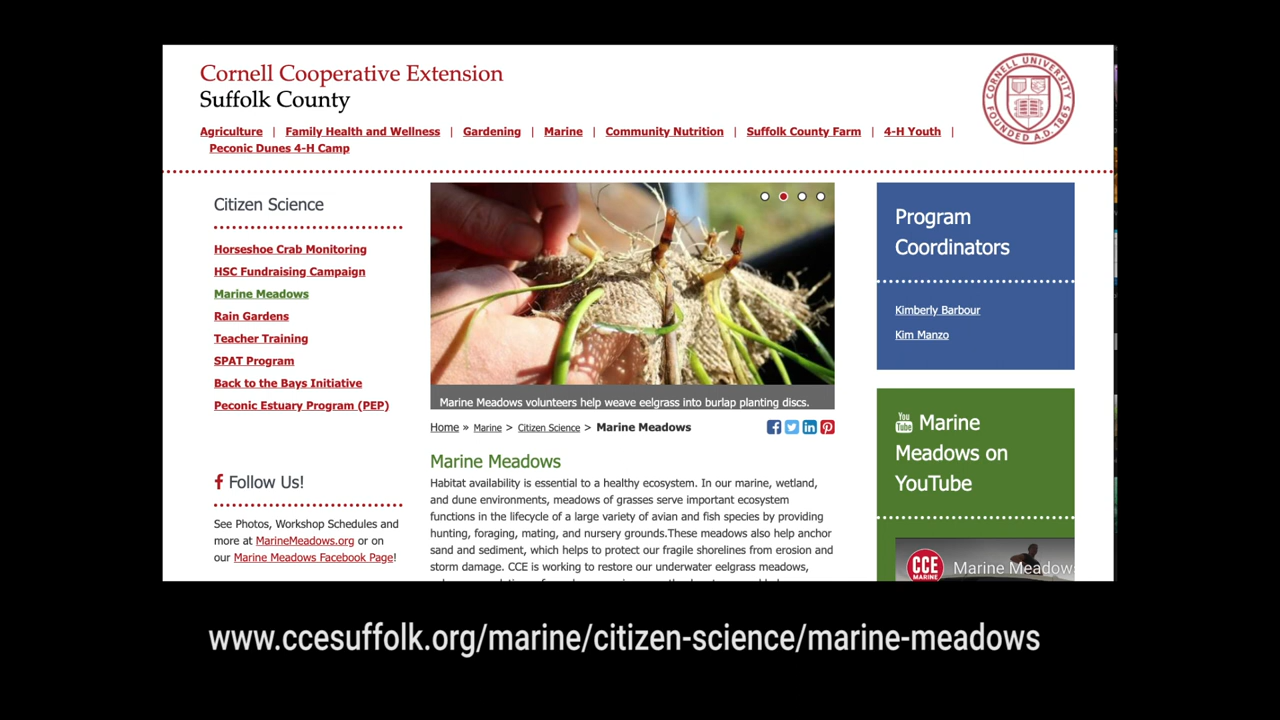 Cornell Cooperative Extension
Suffolk County
CORNELL UNIVERSITY
FOUNDED A.D. 1865
Agriculture | Family Health and Wellness | Gardening | Marine | Community Nutrition | Suffolk County Farm | 4-H Youth |
Peconic Dunes 4-H Camp
Citizen Science
Horseshoe Crab Monitoring
HSC Fundraising Campaign
Marine Meadows
Rain Gardens
Teacher Training
SPAT Program
Back to the Bays Initiative
Peconic Estuary Program (PEP)
Follow Us!
See Photos, Workshop Schedules and
more at MarineMeadows.org or on
our Marine Meadows Facebook Page!
Marine Meadows volunteers help weave eelgrass into burlap planting discs.
Home » Marine > Citizen Science > Marine Meadows
Marine Meadows
Habitat availability is essential to a healthy ecosystem. In our marine, wetland,
and dune environments, meadows of grasses serve important ecosystem
functions in the lifecycle of a large variety of avian and fish species by providing
hunting, foraging, mating, and nursery grounds.These meadows also help anchor
sand and sediment, which helps to protect our fragile shorelines from erosion and
storm damage. CCE is working to restore our underwater eelgrass meadows,
Program
Coordinators
Kimberly Barbour
Kim Manzo
You Tube Marine
Meadows on
YouTube
CCE
MARINE
Marine Meadows
www.ccesuffolk.org/marine/citizen-science/marine-meadows